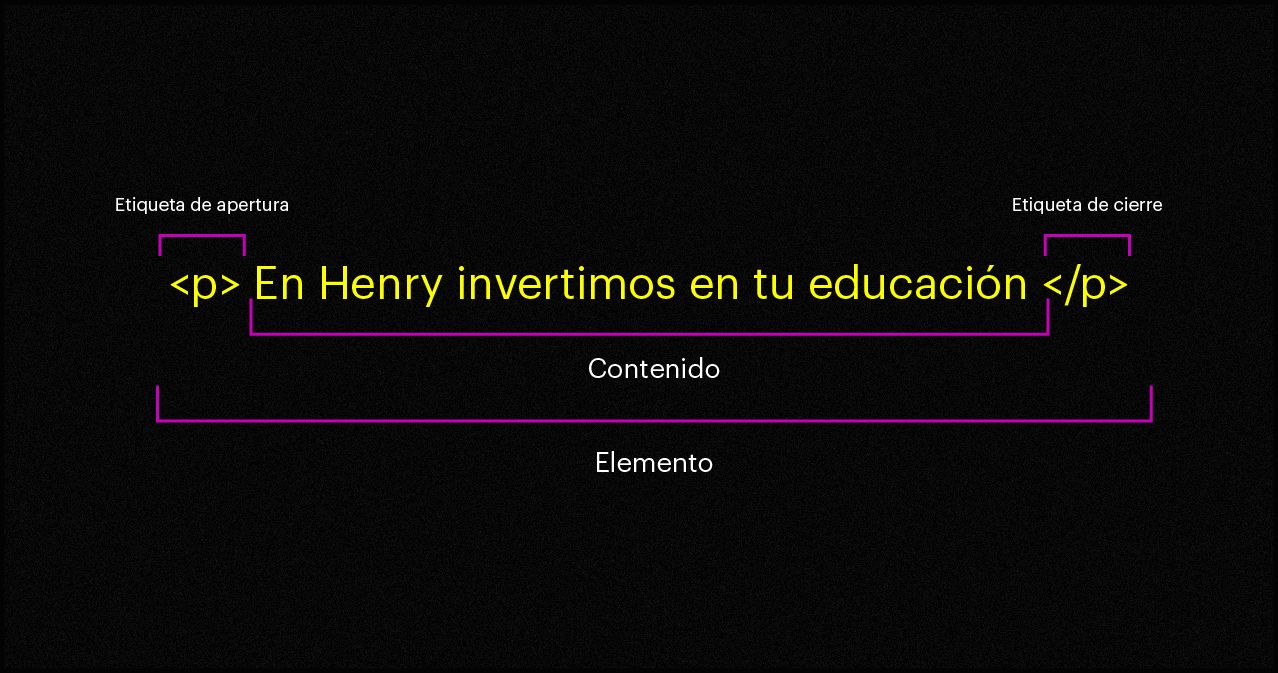 Etiqueta de apertura
Etiqueta de cierre
<p> En Henry invertimos en tu educación </p>
Contenido
Elemento